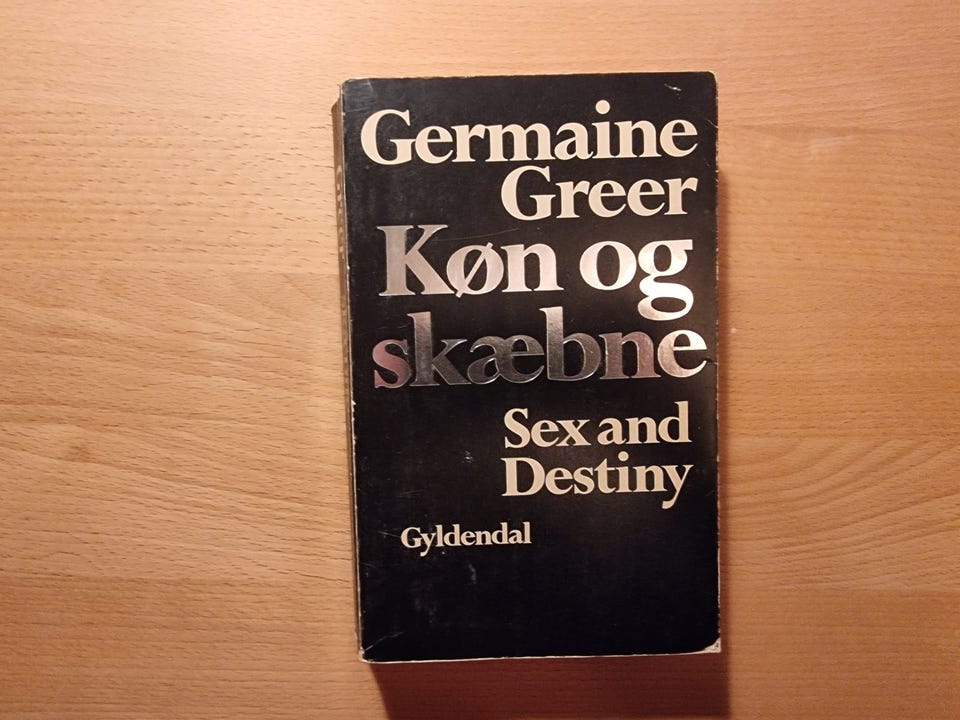 Germaine
Greer
Køn og
skæbne
Sex and
Destiny
Gyldendal